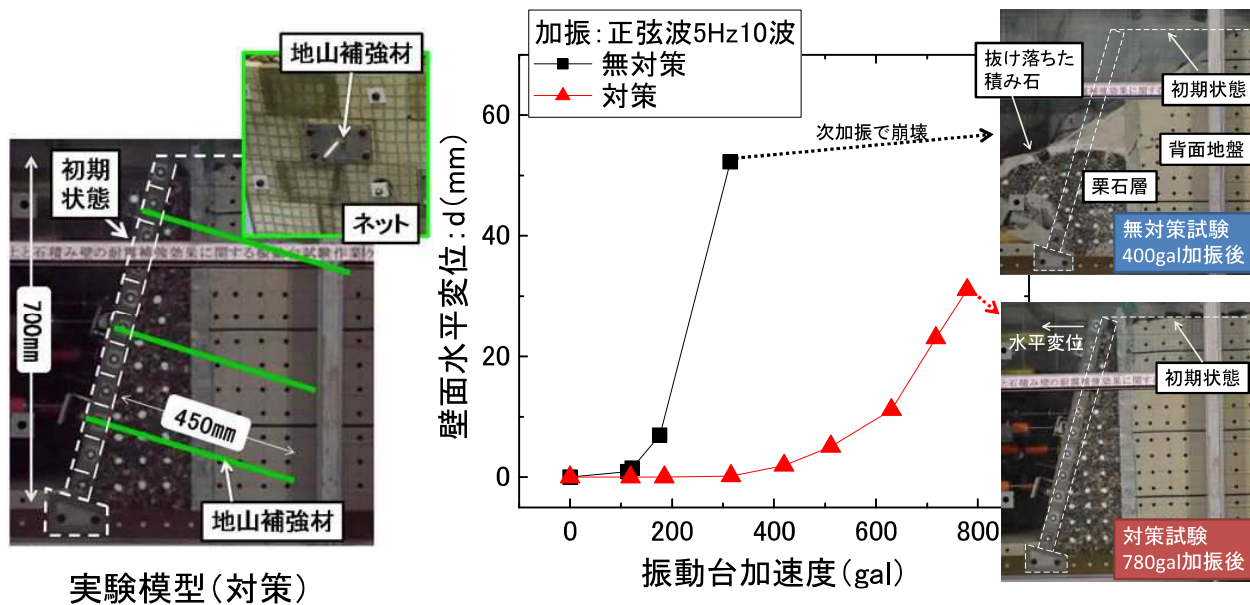 地山補強材
ネット
初期
状態
700mm
450mm
地山補強材
実験模型(対策)
加振:正弦波5Hz10波
無対策
対策
次加振で崩壊
壁面水平変位:d(mm)
60
40
20
0
0
200
400
600
800
振動台加速度(gal)
抜け落ちた
積み石
初期状態
背面地盤
栗石層
無対策試験
400gal加振後
水平変位
初期状態
対策試験
780gal加振後